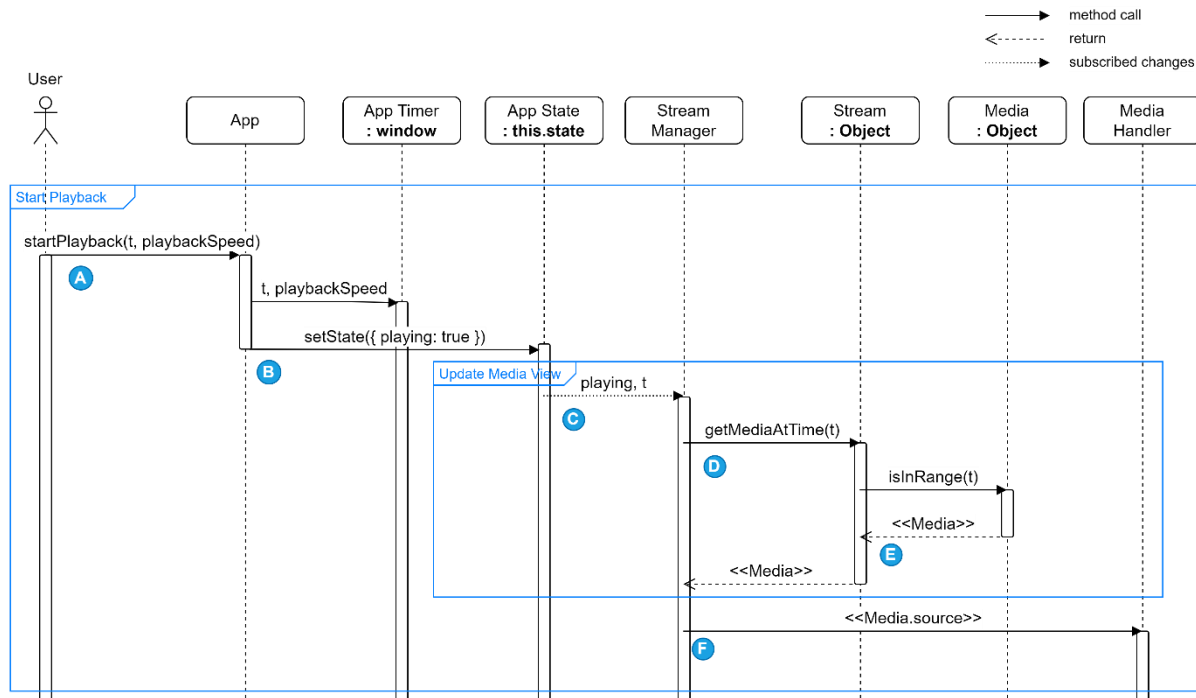 method call
return
subscribed changes
User
App
App Timer
: window
App State
: this.state
Stream
Manager
Stream
: Object
Media
: Object
Media
Handler
Start Playback
startPlayback(t, playbackSpeed)
A
t, playbackSpeed
setState({ playing: true })
B
Update Media View
playing, t
C
getMediaAtTime(t)
D
isInRange(t)
<<Media>>
E
<<Media>>
<<Media.source>>
F